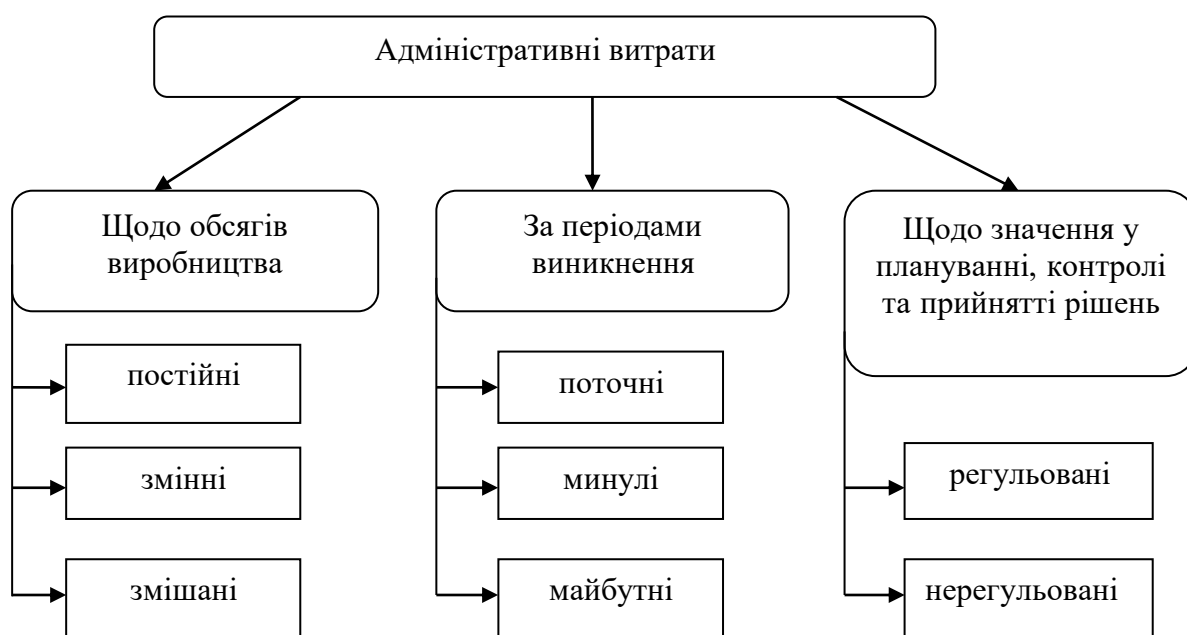 Адміністративні витрати
Щодо обсягів
виробництва
постійні
змінні
змішані
За періодами
виникнення
поточні
минулі
майбутні
Щодо значення у
плануванні, контролі
та прийнятті рішень
регульовані
нерегульовані